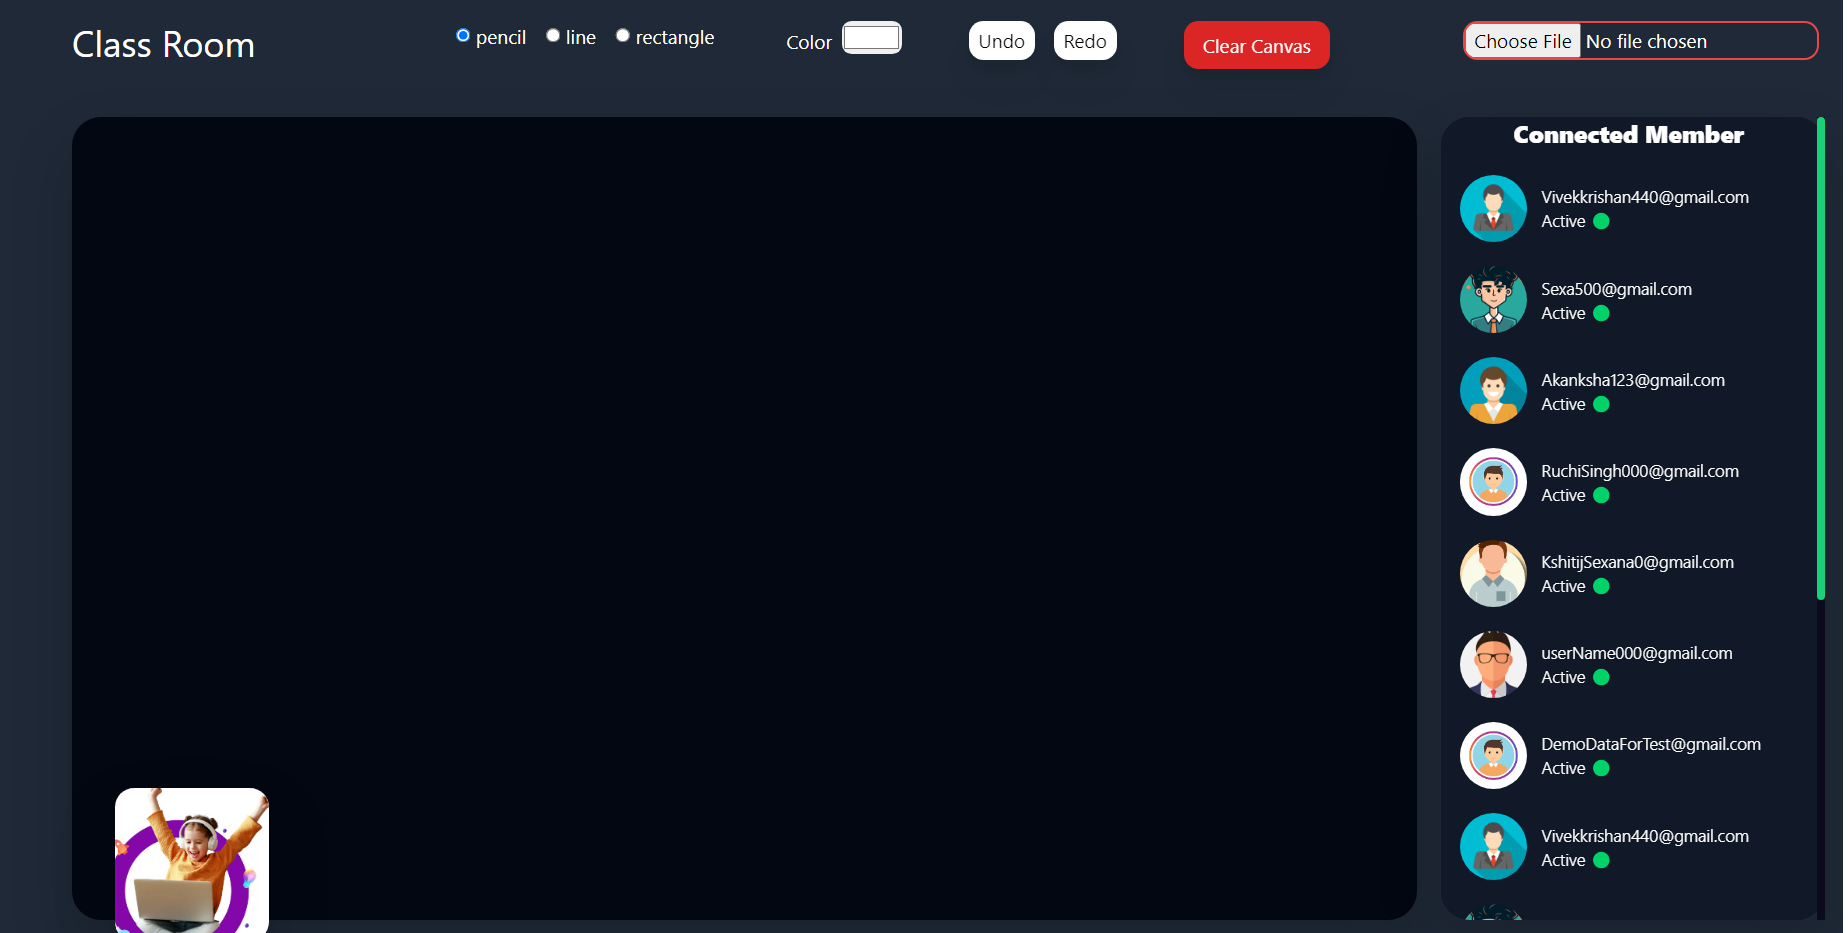 Class Room
pencil
line
rectangle
Color
Undo
Redo
Clear Canvas
Choose File No file chosen
Connected Member
Vivekkrishan440@gmail.com
Active
Sexa500@gmail.com
Active
Akanksha123@gmail.com
Active
RuchiSingh000@gmail.com
Active
KshitijSexana0@gmail.com
Active
userName000@gmail.com
Active
DemoDataForTest@gmail.com
Active
Vivekkrishan440@gmail.com
Active